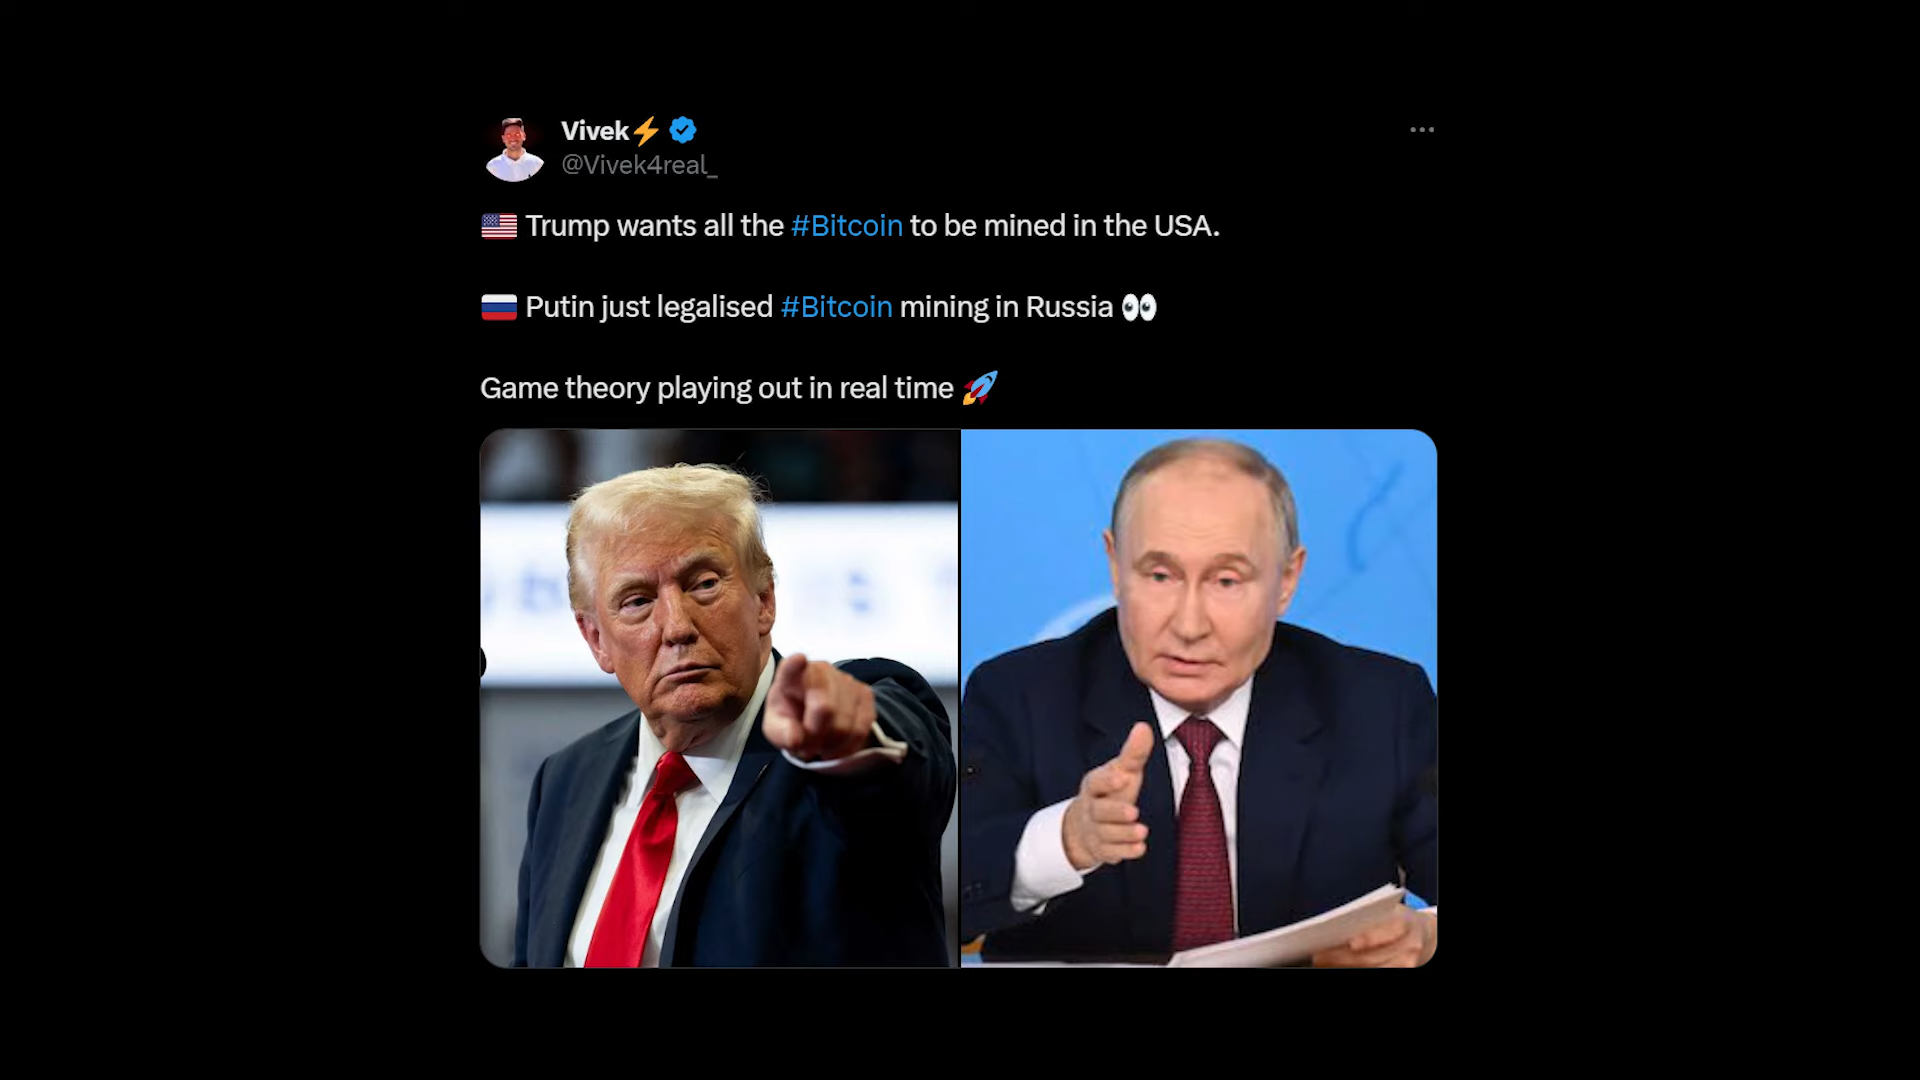 Vivek⚡
@Vivek4real_
🇺🇸 Trump wants all the #Bitcoin to be mined in the USA.
🇷🇺 Putin just legalised #Bitcoin mining in Russia 👀
Game theory playing out in real time 🚀